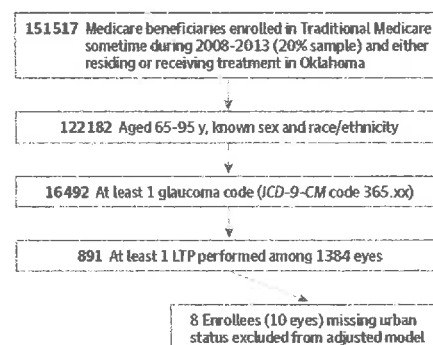 151517 Medicare beneficiaries enrolled in Traditional Medicare
sometime during 2008-2013 (20% sample) and either
residing or receiving treatment in Oklahoma
122182 Aged 65-95 y, known sex and race/ethnicity
16492 At least 1 glaucoma code (ICD-9-CM code 365.xx)
891 At least 1 LTP performed among 1384 eyes
8 Enrollees (10 eyes) missing urban
status excluded from adjusted model